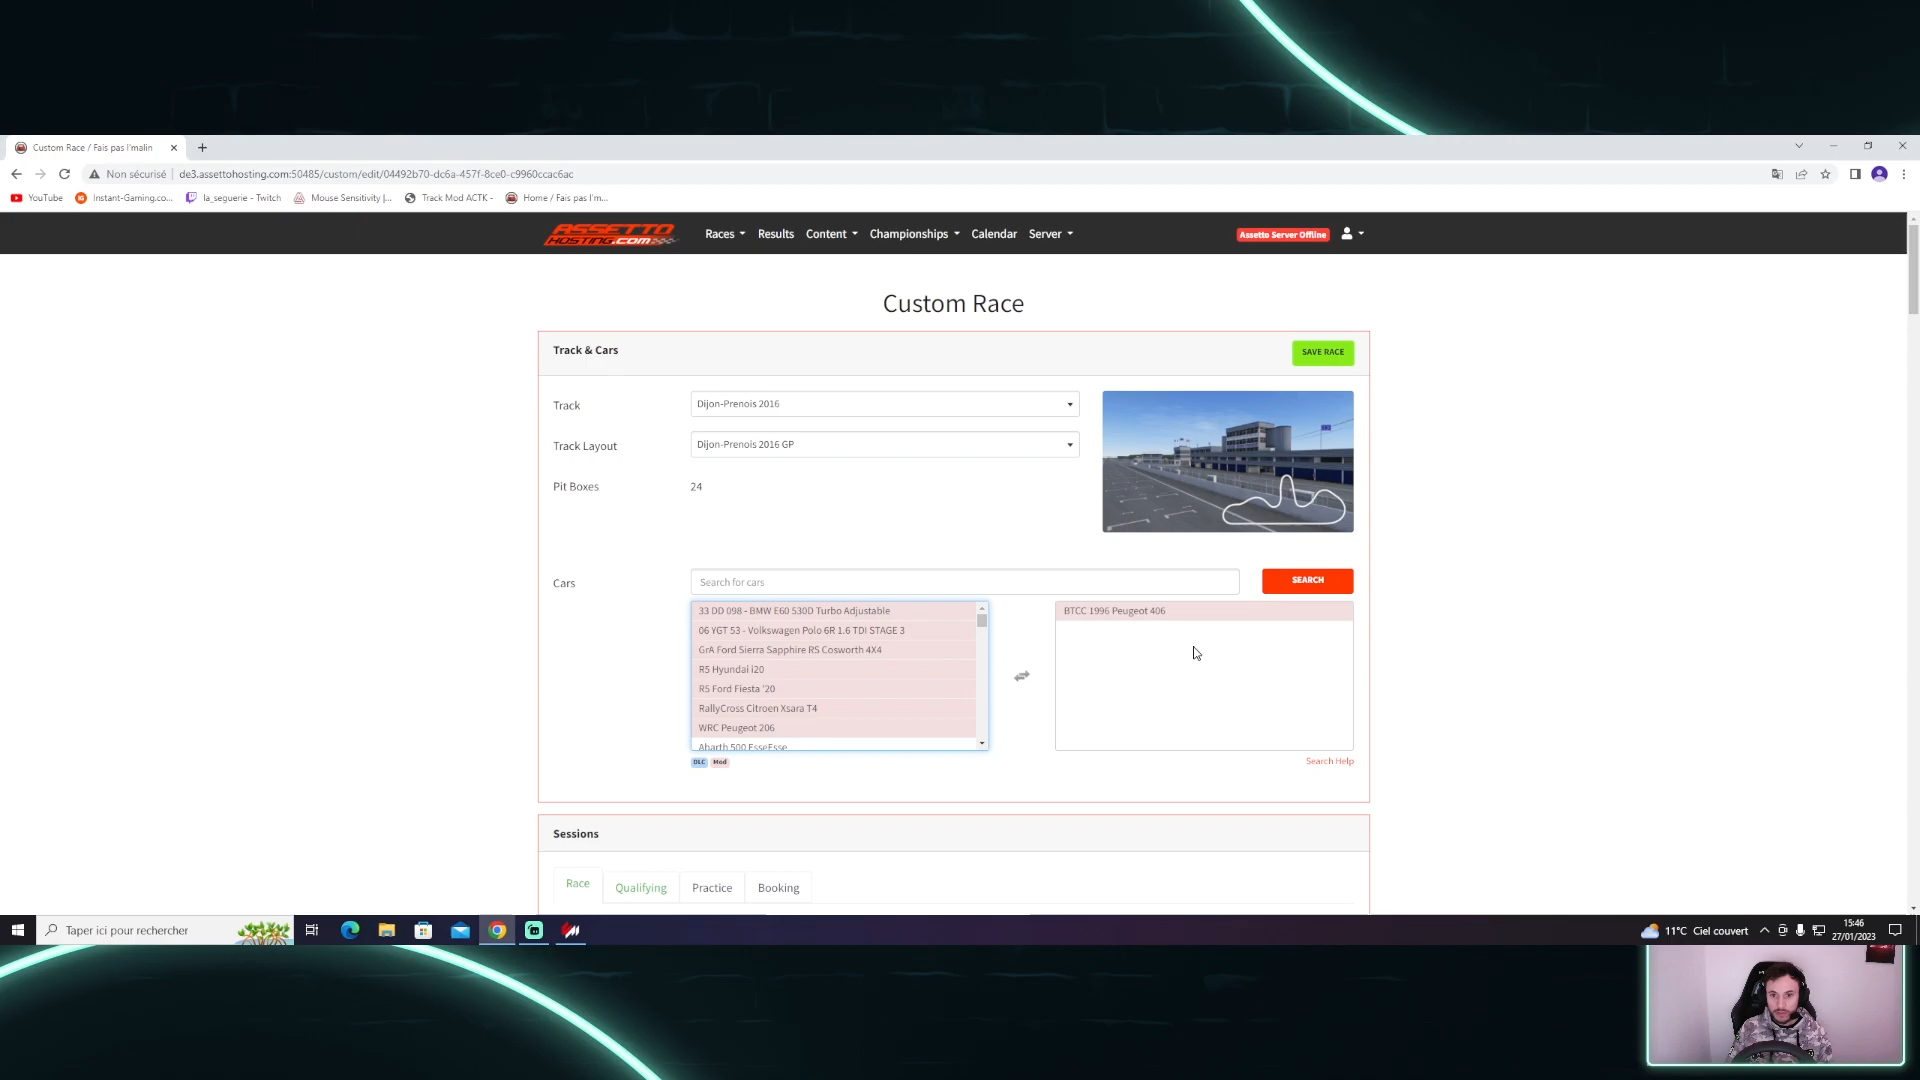 Custom Race / Fais pas l'malin
Non sécurisé | de3.assettohosting.com:50485/custom/edit/04492b70-dc6a-457f-8ce0-c9960ccac6ac
YouTube Instant-Gaming.co... la_seguerie - Twitch Mouse Sensitivity |... Track Mod ACTK - Home / Fais pas l'm...
ASSETTO
HOSTING.COM
Races Results Content Championships Calendar Server Assetto Server Offline
Custom Race
Track & Cars SAVE RACE
Track Dijon-Prenois 2016
Track Layout Dijon-Prenois 2016 GP
Pit Boxes 24
Cars Search for cars SEARCH
33 DD 098 - BMW E60 530D Turbo Adjustable
06 YGT 53 - Volkswagen Polo 6R 1.6 TDI STAGE 3
GrA Ford Sierra Sapphire RS Cosworth 4X4
R5 Hyundai i20
R5 Ford Fiesta '20
RallyCross Citroen Xsara T4
WRC Peugeot 206
Abarth 500 EsseEsse
BTCC 1996 Peugeot 406
DLC Mod
Search Help
Sessions
Race Qualifying Practice Booking
Taper ici pour rechercher
11°C Ciel couvert
15:46
27/01/2023